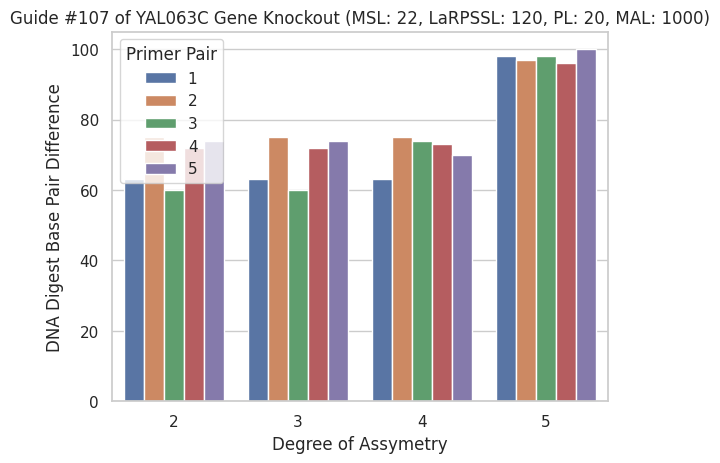 Guide #107 of YAL063C Gene Knockout (MSL: 22, LaRPSSL: 120, PL: 20, MAL: 1000)
Primer Pair
1
2
3
4
5
DNA Digest Base Pair Difference
100
80
60
40
20
0
2 3 4 5
Degree of Assymetry